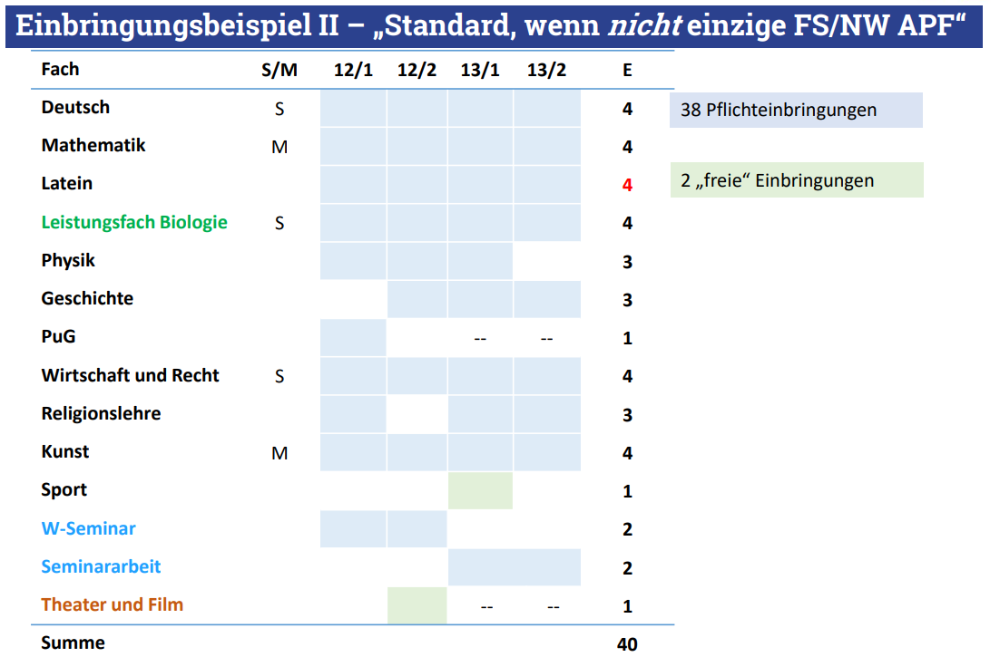 Einbringungsbeispiel II – „Standard, wenn nicht einzige FS/NW APF“
Fach S/M 12/1 12/2 13/1 13/2 E
Deutsch S 4
38 Pflichteinbringungen
Mathematik M 4
Latein 4
2 „freie“ Einbringungen
Leistungsfach Biologie S 4
Physik 3
Geschichte 3
PuG -- -- 1
Wirtschaft und Recht S 4
Religionslehre 3
Kunst M 4
Sport 1
W-Seminar 2
Seminararbeit 2
Theater und Film -- -- 1
Summe 40